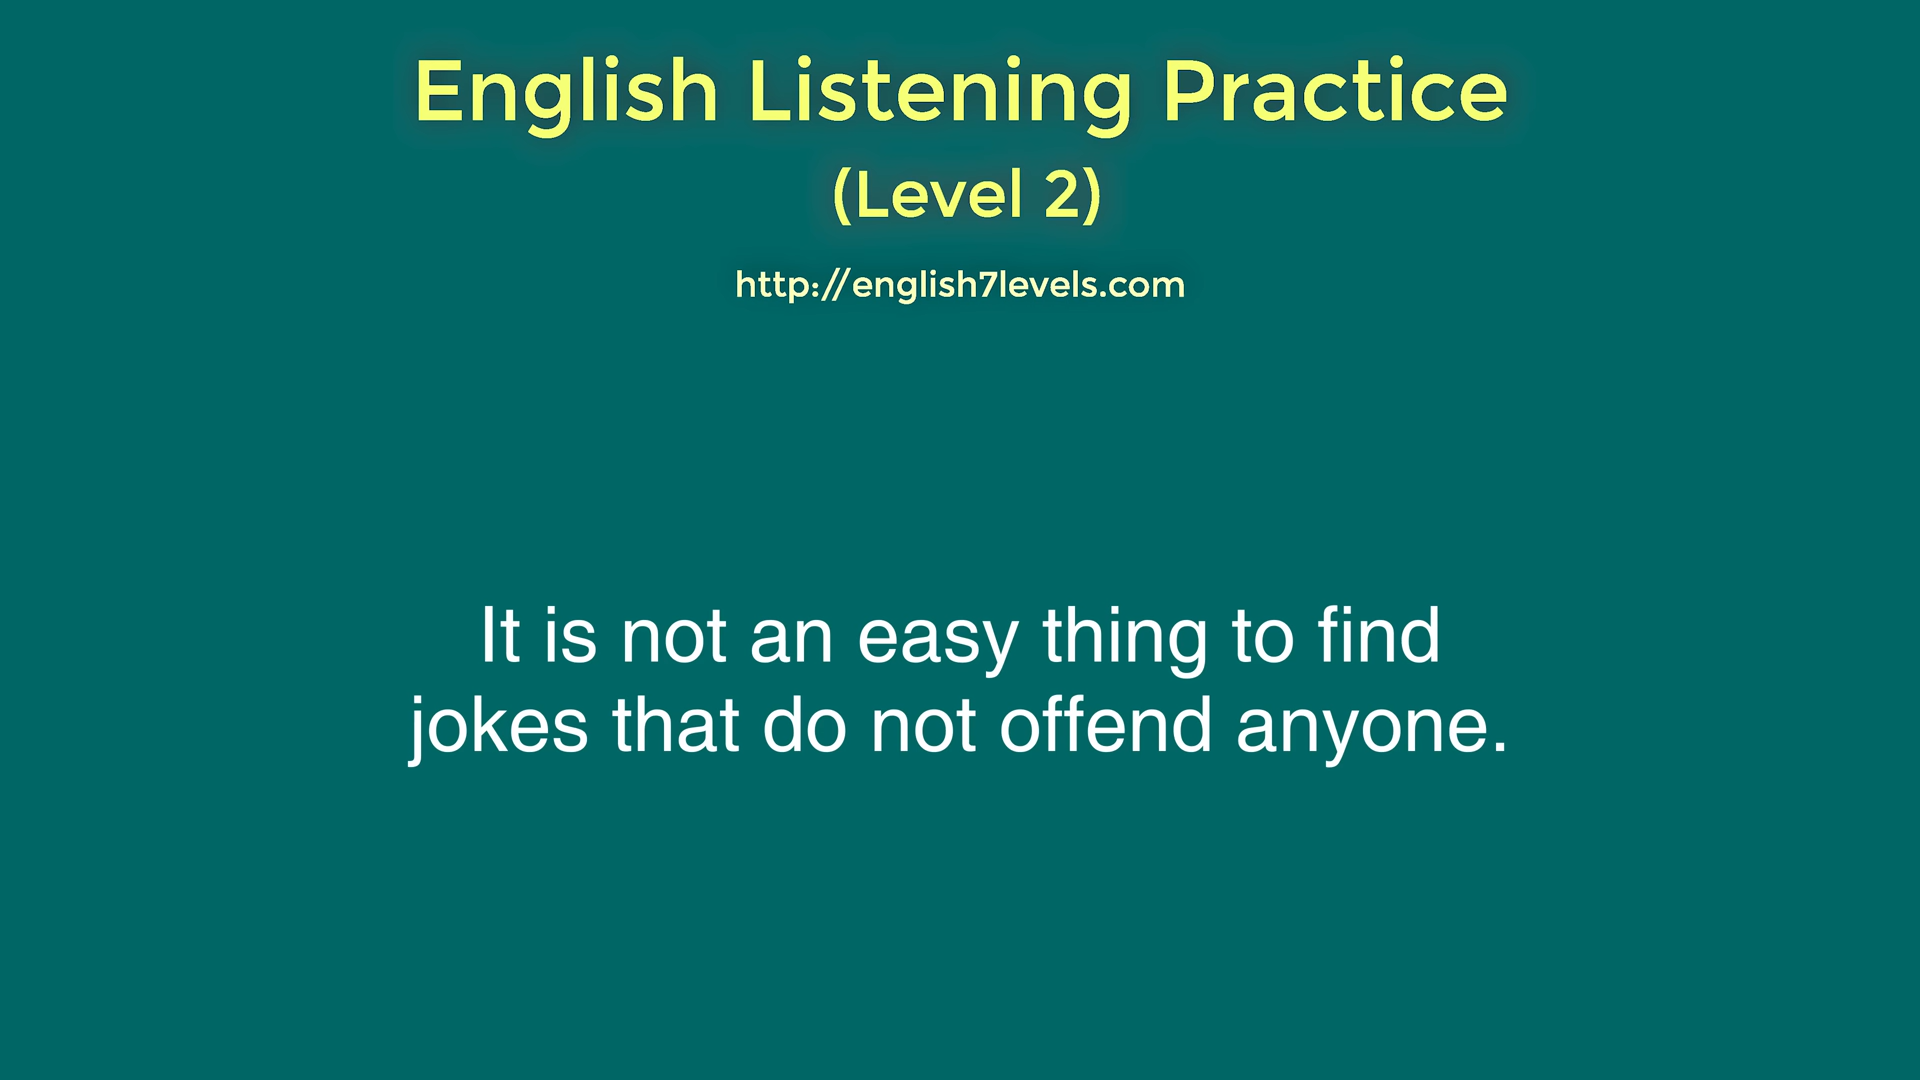 English Listening Practice
(Level 2)
http://english7levels.com
It is not an easy thing to find
jokes that do not offend anyone.